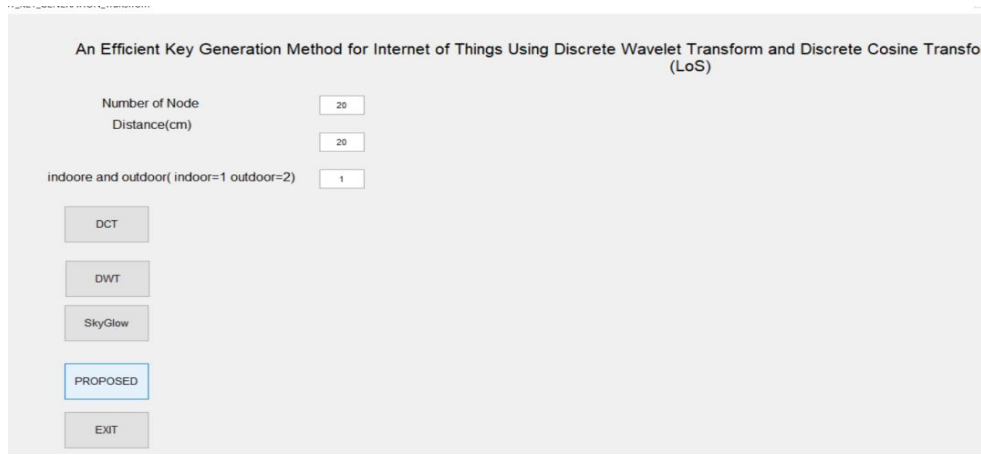 An Efficient Key Generation Method for Internet of Things Using Discrete Wavelet Transform and Discrete Cosine Transfo
(LoS)
Number of Node 20
Distance(cm)
20
indoore and outdoor( indoor=1 outdoor=2) 1
DCT
DWT
SkyGlow
PROPOSED
EXIT